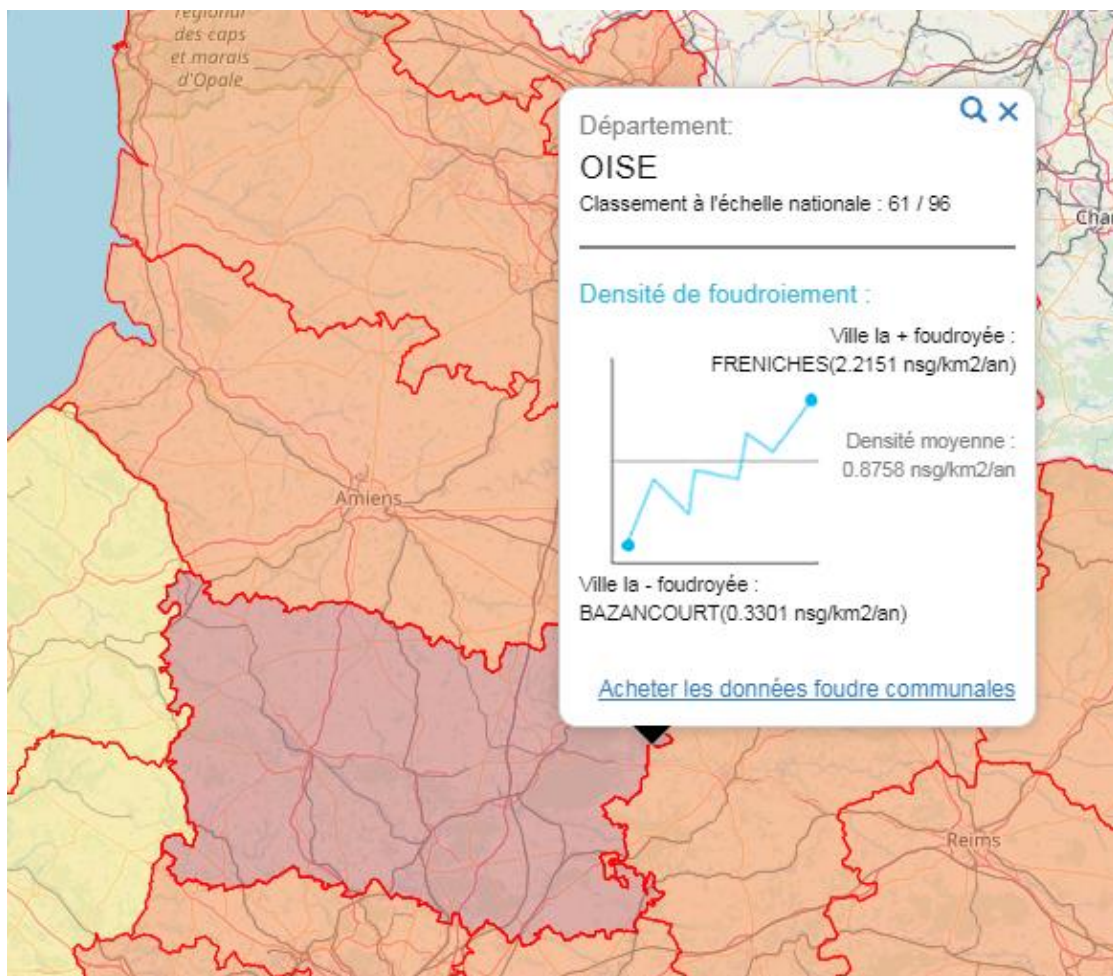 régional
des caps
et marais
d'Opale
Département:
OISE
Classement à l'échelle nationale : 61 / 96
Char
Densité de foudroiement :
Ville la + foudroyée :
FRENICHES(2.2151 nsg/km2/an)
Densité moyenne :
0.8758 nsg/km2/an
Amiens
Ville la - foudroyée :
BAZANCOURT(0.3301 nsg/km2/an)
Acheter les données foudre communales
Reims